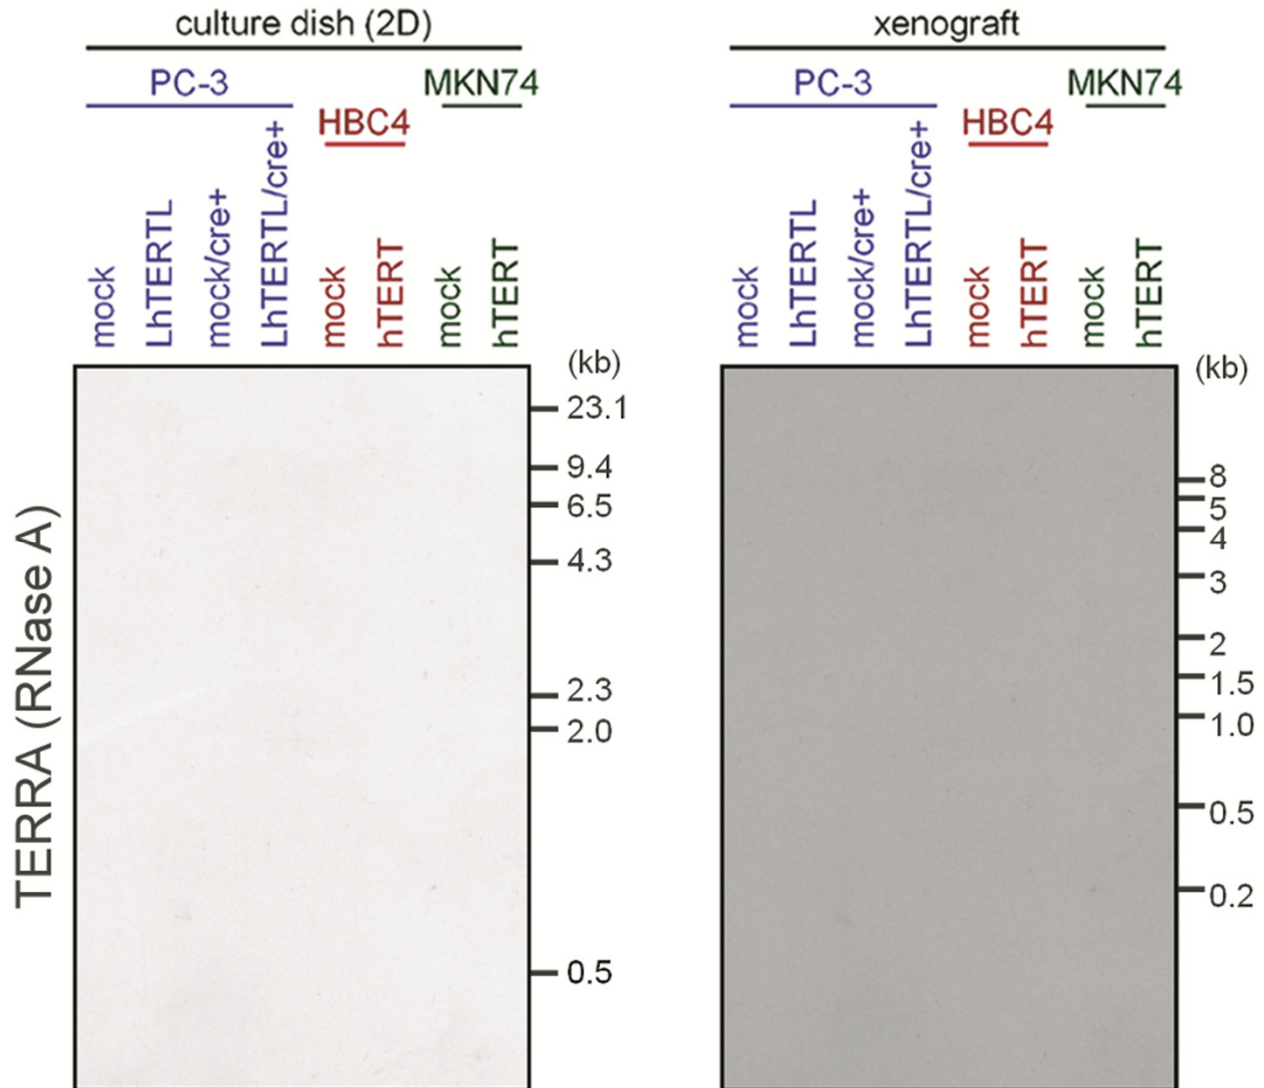 culture dish (2D)
PC-3
MKN74
HBC4
mock
LhTERTL
mock/cre+
LhTERTL/cre+
mock
hTERT
mock
hTERT
(kb)
23.1
9.4
6.5
4.3
2.3
2.0
0.5
TERRA (RNase A)
xenograft
PC-3
MKN74
HBC4
mock
LhTERTL
mock/cre+
LhTERTL/cre+
mock
hTERT
mock
hTERT
(kb)
8
5
4
3
2
1.5
1.0
0.5
0.2